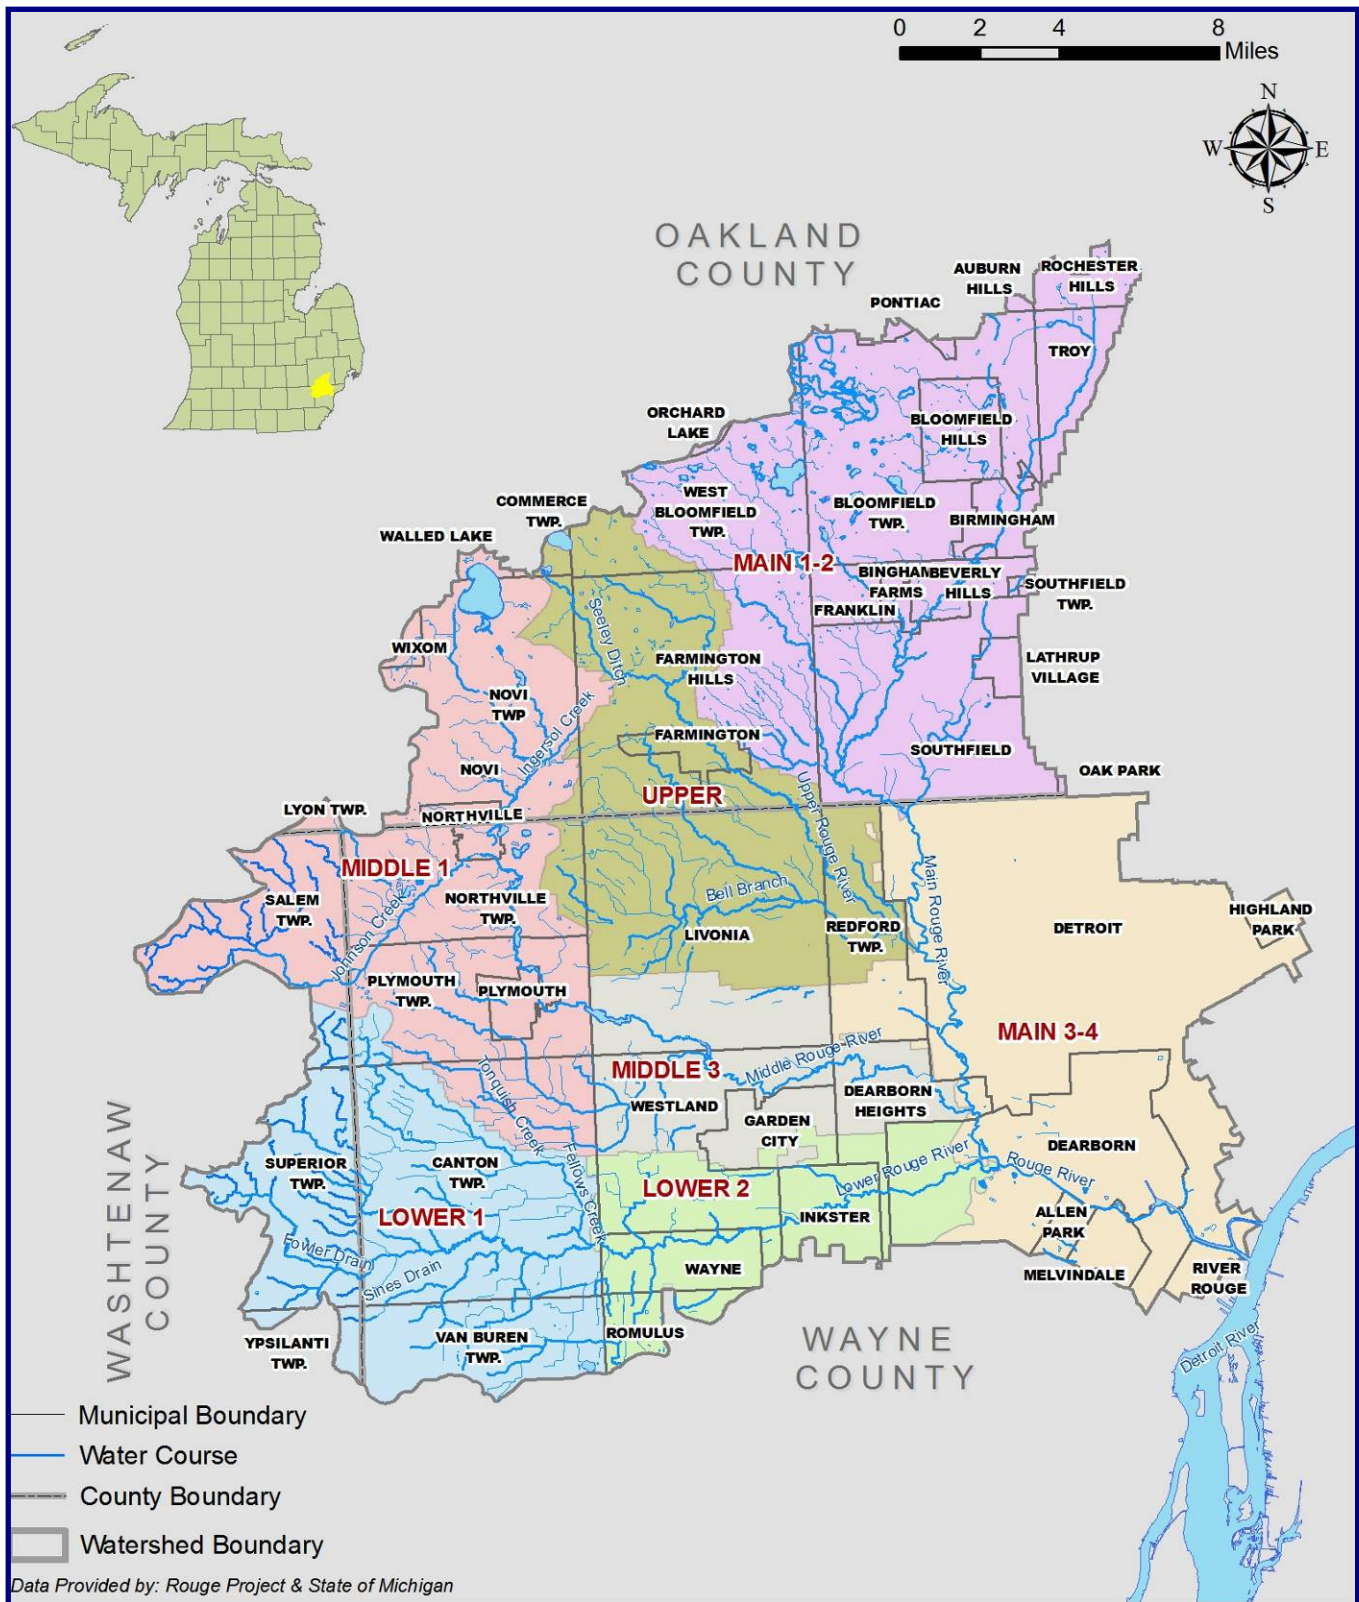 0 2 4 8
Miles
N
W E
S
OAKLAND
COUNTY
AUBURN
HILLS
ROCHESTER
HILLS
PONTIAC
TROY
ORCHARD
LAKE
BLOOMFIELD
HILLS
WEST
BLOOMFIELD
TWP.
BLOOMFIELD
TWP.
BIRMINGHAM
COMMERCE
TWP.
WALLED LAKE
MAIN 1-2
BINGHAM
FARMS
BEVERLY
HILLS
SOUTHFIELD
TWP.
FRANKLIN
Seeley Ditch
WIXOM
FARMINGTON
HILLS
LATHRUP
VILLAGE
NOVI
TWP
Ingersol Creek
FARMINGTON
SOUTHFIELD
NOVI
OAK PARK
UPPER
Upper Rouge River
LYON TWP.
NORTHVILLE
MIDDLE 1
Main Rouge River
SALEM
TWP.
Johnson Creek
NORTHVILLE
TWP.
Bell Branch
LIVONIA
REDFORD
TWP.
DETROIT
HIGHLAND
PARK
PLYMOUTH
TWP.
PLYMOUTH
MAIN 3-4
MIDDLE 3
Middle Rouge River
Tonquish Creek
WESTLAND
DEARBORN
HEIGHTS
GARDEN
CITY
DEARBORN
WASHTENAW
COUNTY
SUPERIOR
TWP.
CANTON
TWP.
Fellows Creek
LOWER 2
Lower Rouge River
Rouge River
LOWER 1
INKSTER
ALLEN
PARK
Fowler Drain
Sines Drain
WAYNE
MELVINDALE
RIVER
ROUGE
YPSILANTI
TWP.
VAN BUREN
TWP.
ROMULUS
WAYNE
COUNTY
Detroit River
Municipal Boundary
Water Course
County Boundary
Watershed Boundary
Data Provided by: Rouge Project & State of Michigan